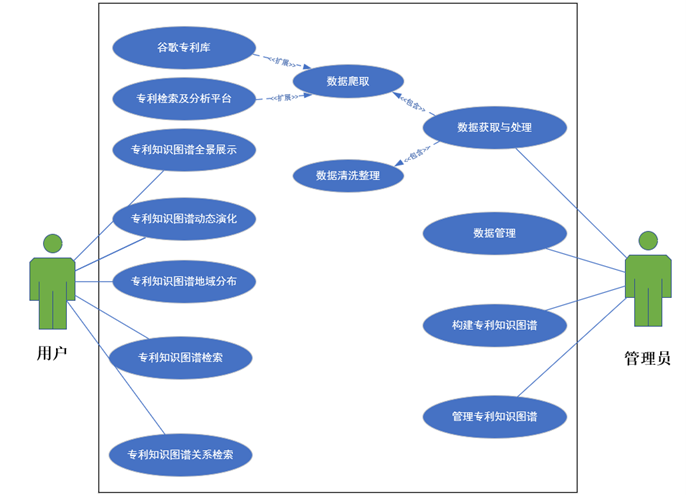 谷歌专利库
<<扩展>>
数据爬取
专利检索及分析平台
<<扩展>>
<<包含>>
数据获取与处理
专利知识图谱全景展示
<<包含>>
数据清洗整理
专利知识图谱动态演化
数据管理
专利知识图谱地域分布
构建专利知识图谱
用户
专利知识图谱检索
管理员
管理专利知识图谱
专利知识图谱关系检索